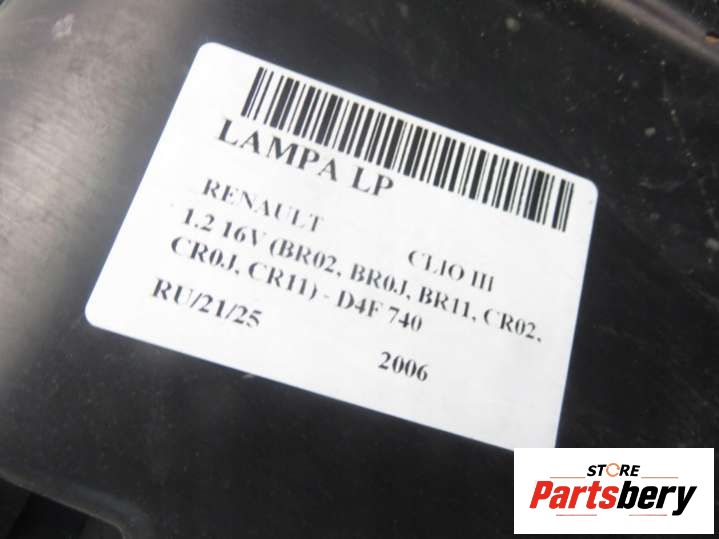 LAMPA LP
RENAULT CLIO III
1.2 16V (BR02, BR0J, BR11, CR02,
CR0J, CR11) - D4F 740
RU/21/25 2006
STORE
Partsbery